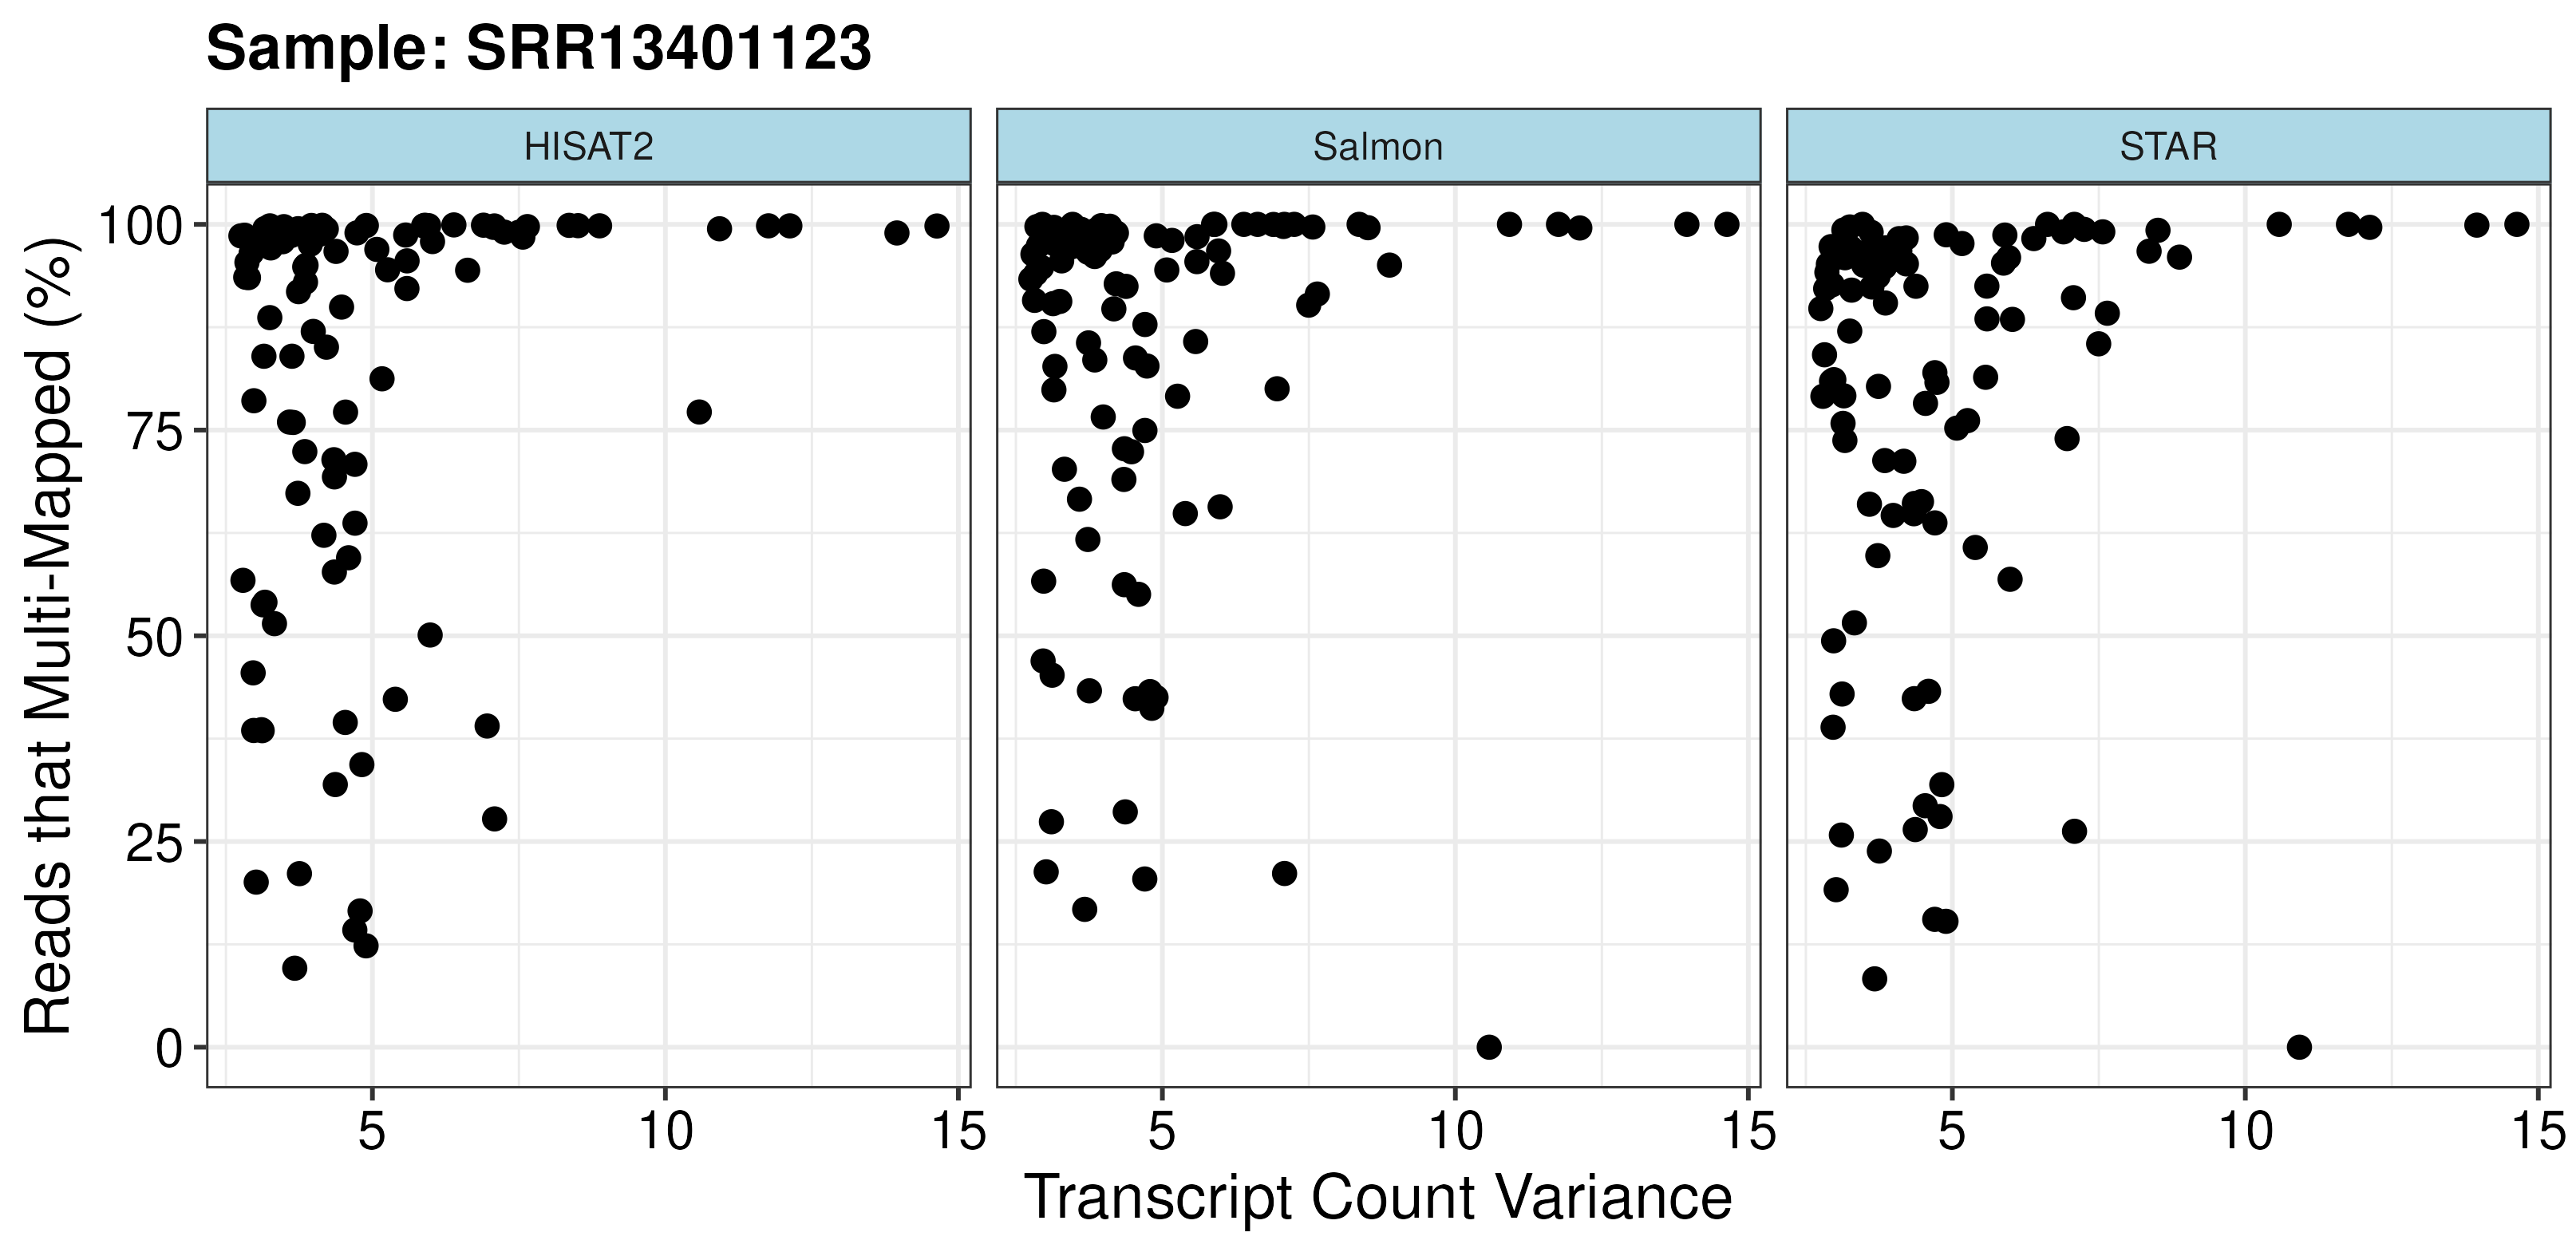 Sample: SRR13401123
HISAT2
Salmon
STAR
Reads that Multi-Mapped (%)
100
75
50
25
0
5 10 15
5 10 15
5 10 15
Transcript Count Variance